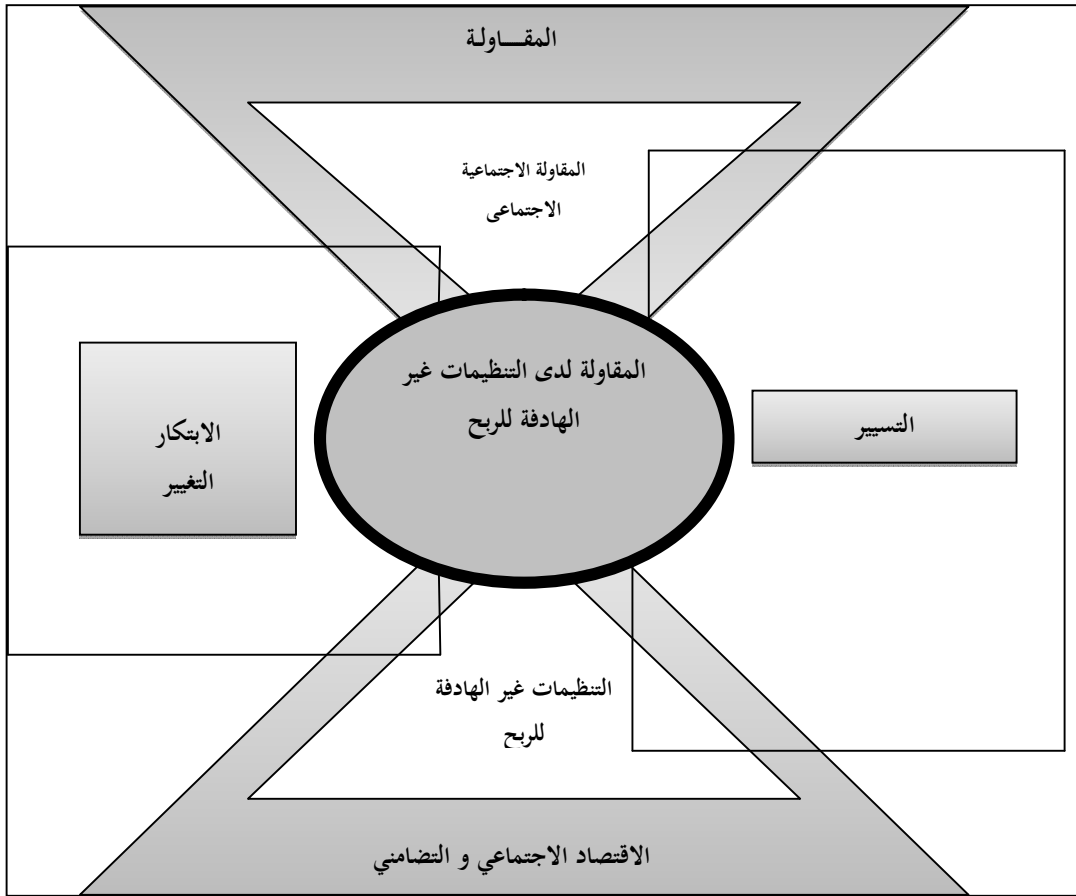 المقـــاولـة
المقاولة الاجتماعية
الاجتماعى
المقاولة لدى التنظيمات غير
الهادفة للربح
التسيير
الابتكار
التغيير
التنظيمات غير الهادفة
للربح
الاقتصاد الاجتماعي و التضامني